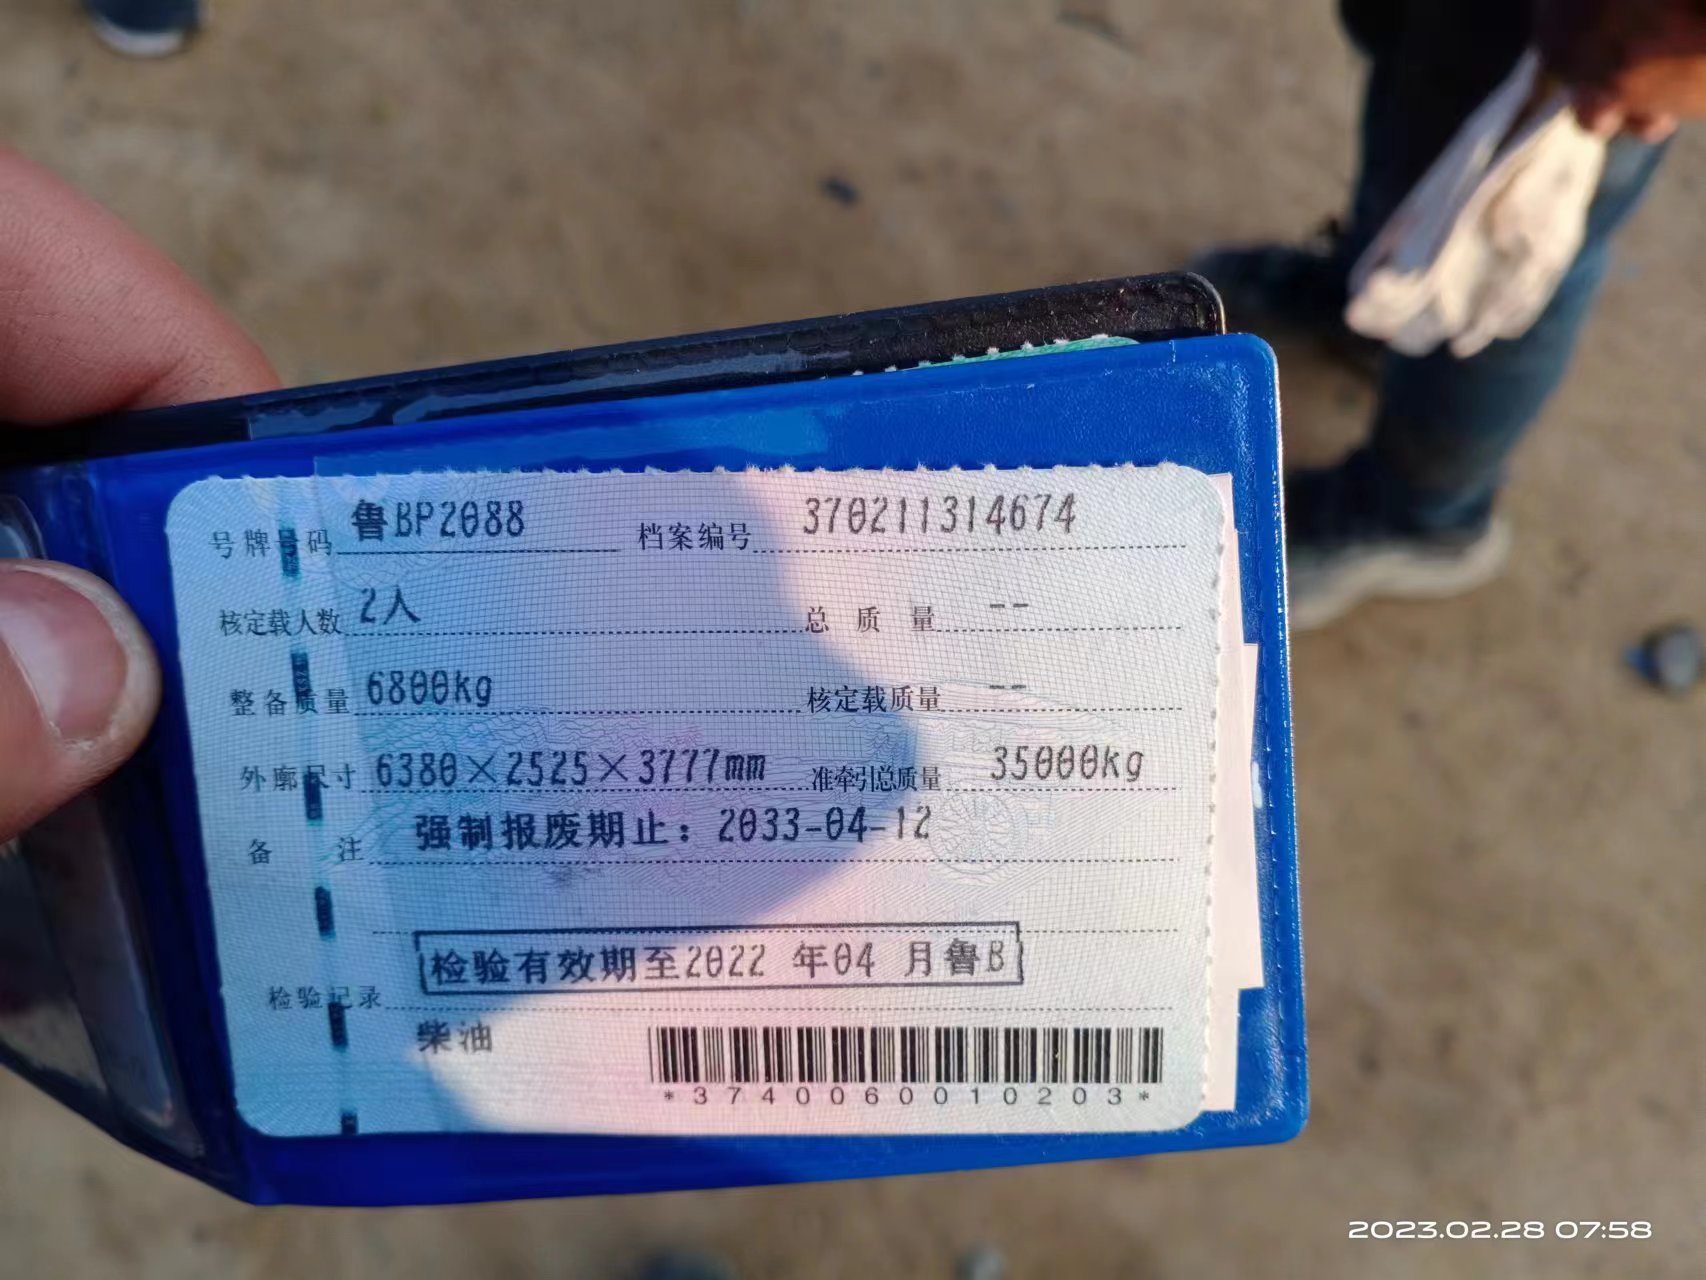 号牌号码 鲁BP2088 档案编号 370211314674
核定载人数 2人 总质量 --
整备质量 6800kg 核定载质量 --
外廓尺寸 6380×2525×3777mm 准牵引总质量 35000kg
备注 强制报废期止：2033-04-12
检验有效期至2022 年04 月鲁B
检验记录
柴油
*3740060010203*
2023.02.28 07:58